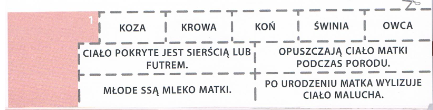 1 KOZA KROWA KOŃ ŚWINIA OWCA
CIAŁO POKRYTE JEST SIERŚCIĄ LUB FUTREM.
OPUSZCZAJĄ CIAŁO MATKI PODCZAS PORODU.
MŁODE SSĄ MLEKO MATKI.
PO URODZENIU MATKA WYLIZUJE CIAŁO MALUCHA.